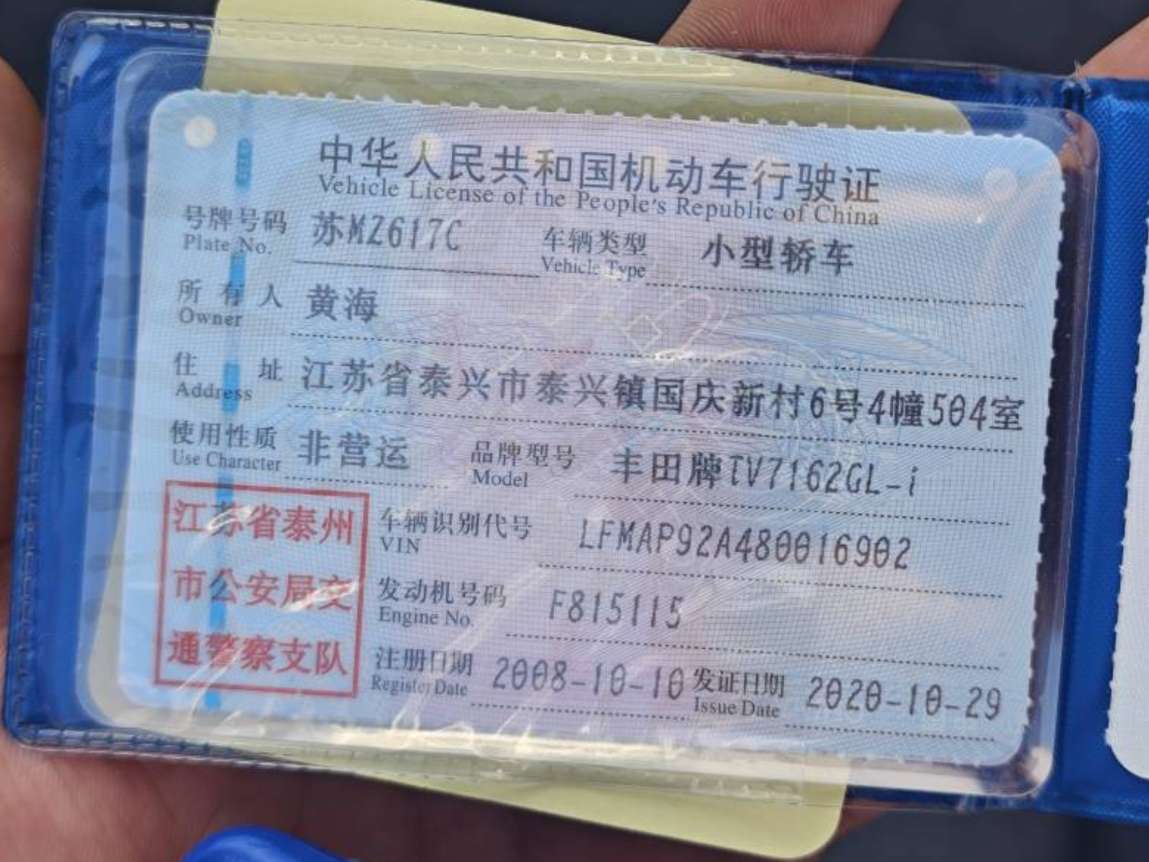 中华人民共和国机动车行驶证
Vehicle License of the People's Republic of China
号牌号码 苏MZ617C 车辆类型 小型轿车
Plate No. Vehicle Type
所有人 黄海
Owner
住址 江苏省泰兴市泰兴镇国庆新村6号4幢504室
Address
使用性质 非营运 品牌型号 丰田牌TV7162GL-i
Use Character Model
江苏省泰州
市公安局交
通警察支队
车辆识别代号 LFMAP92A480016902
VIN
发动机号码 F815115
Engine No.
注册日期 2008-10-10 发证日期 2020-10-29
Register Date Issue Date